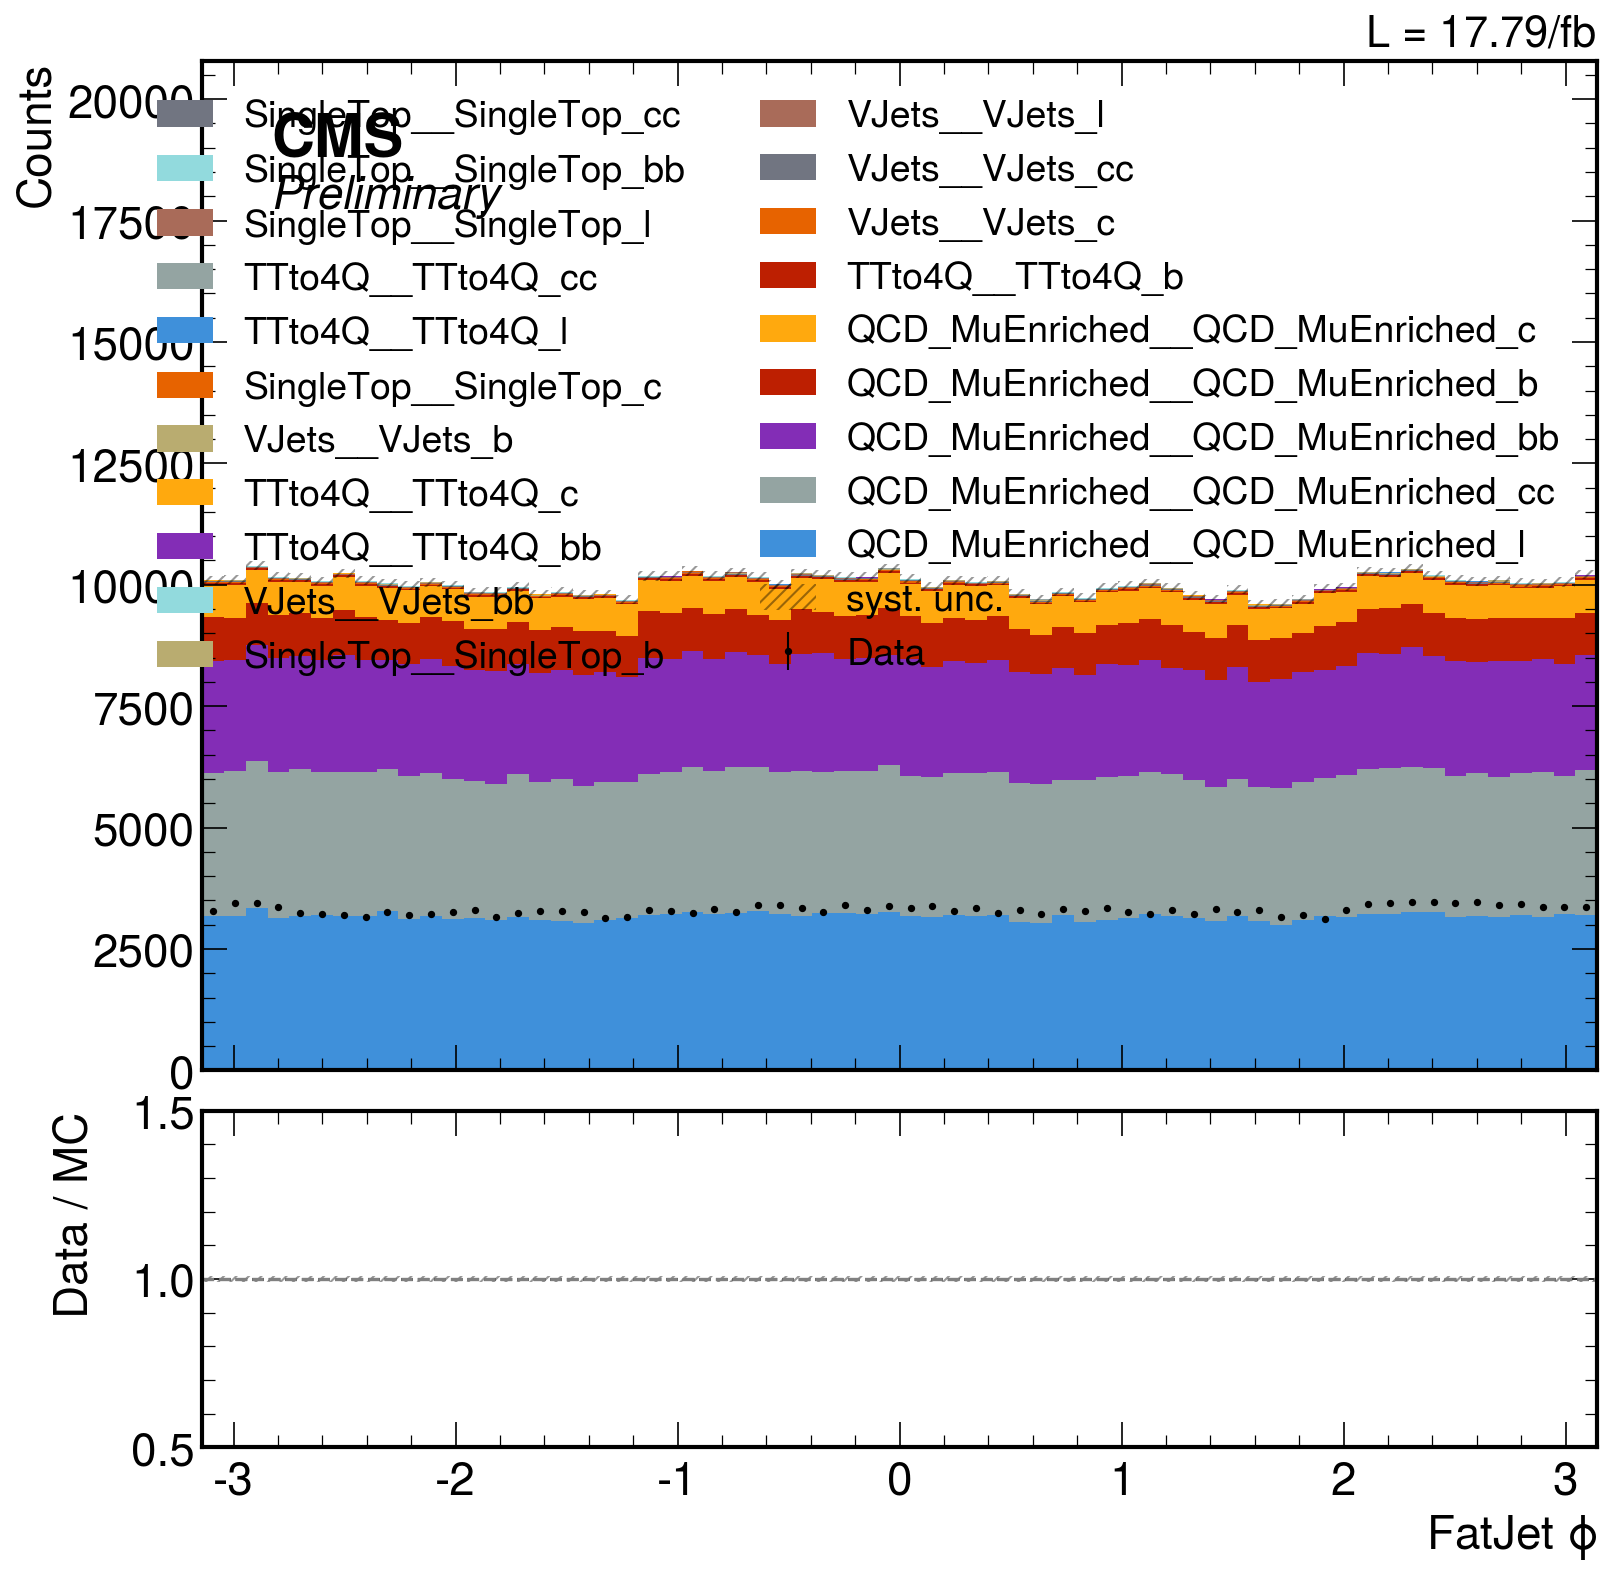 L = 17.79/fb
Counts
20000
17500
15000
12500
10000
7500
5000
2500
0
CMS
Preliminary
SingleTop__SingleTop_cc
SingleTop__SingleTop_bb
SingleTop__SingleTop_l
TTto4Q__TTto4Q_cc
TTto4Q__TTto4Q_l
SingleTop__SingleTop_c
VJets__VJets_b
TTto4Q__TTto4Q_c
TTto4Q__TTto4Q_bb
VJets__VJets_bb
SingleTop__SingleTop_b
VJets__VJets_l
VJets__VJets_cc
VJets__VJets_c
TTto4Q__TTto4Q_b
QCD_MuEnriched__QCD_MuEnriched_c
QCD_MuEnriched__QCD_MuEnriched_b
QCD_MuEnriched__QCD_MuEnriched_bb
QCD_MuEnriched__QCD_MuEnriched_cc
QCD_MuEnriched__QCD_MuEnriched_l
syst. unc.
Data
Data / MC
1.5
1.0
0.5
-3 -2 -1 0 1 2 3
FatJet ϕ